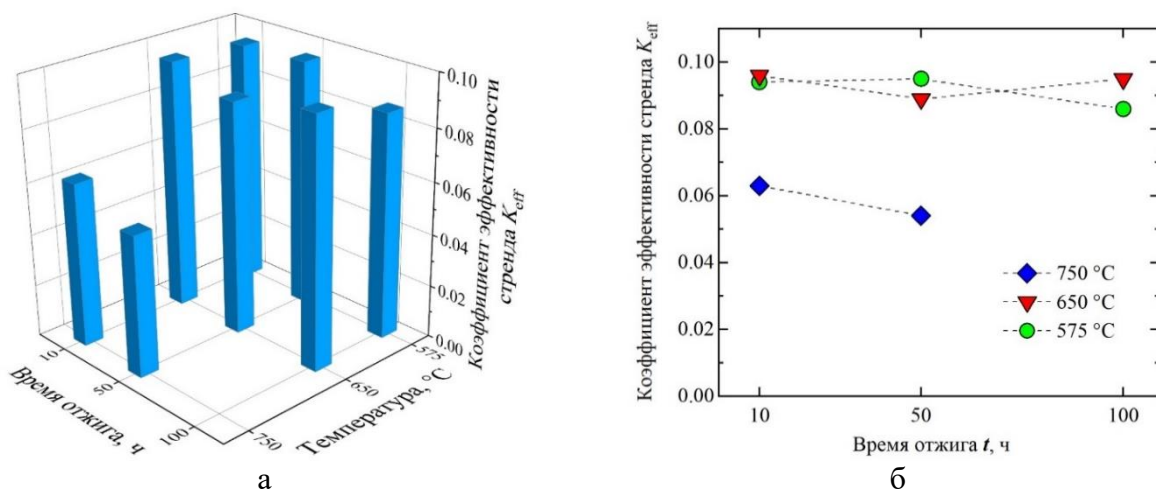 0.10
0.08
0.06
0.04
0.02
0.00
Коэффициент эффективности
стренда Keff
10
50
100
Время отжига, ч
575
650
750
Температура, °C
а
Коэффициент эффективности стренда Keff
0.10
0.08
0.06
0.04
0.02
0.00
10
50
100
750 °C
650 °C
575 °C
Время отжига t, ч
б